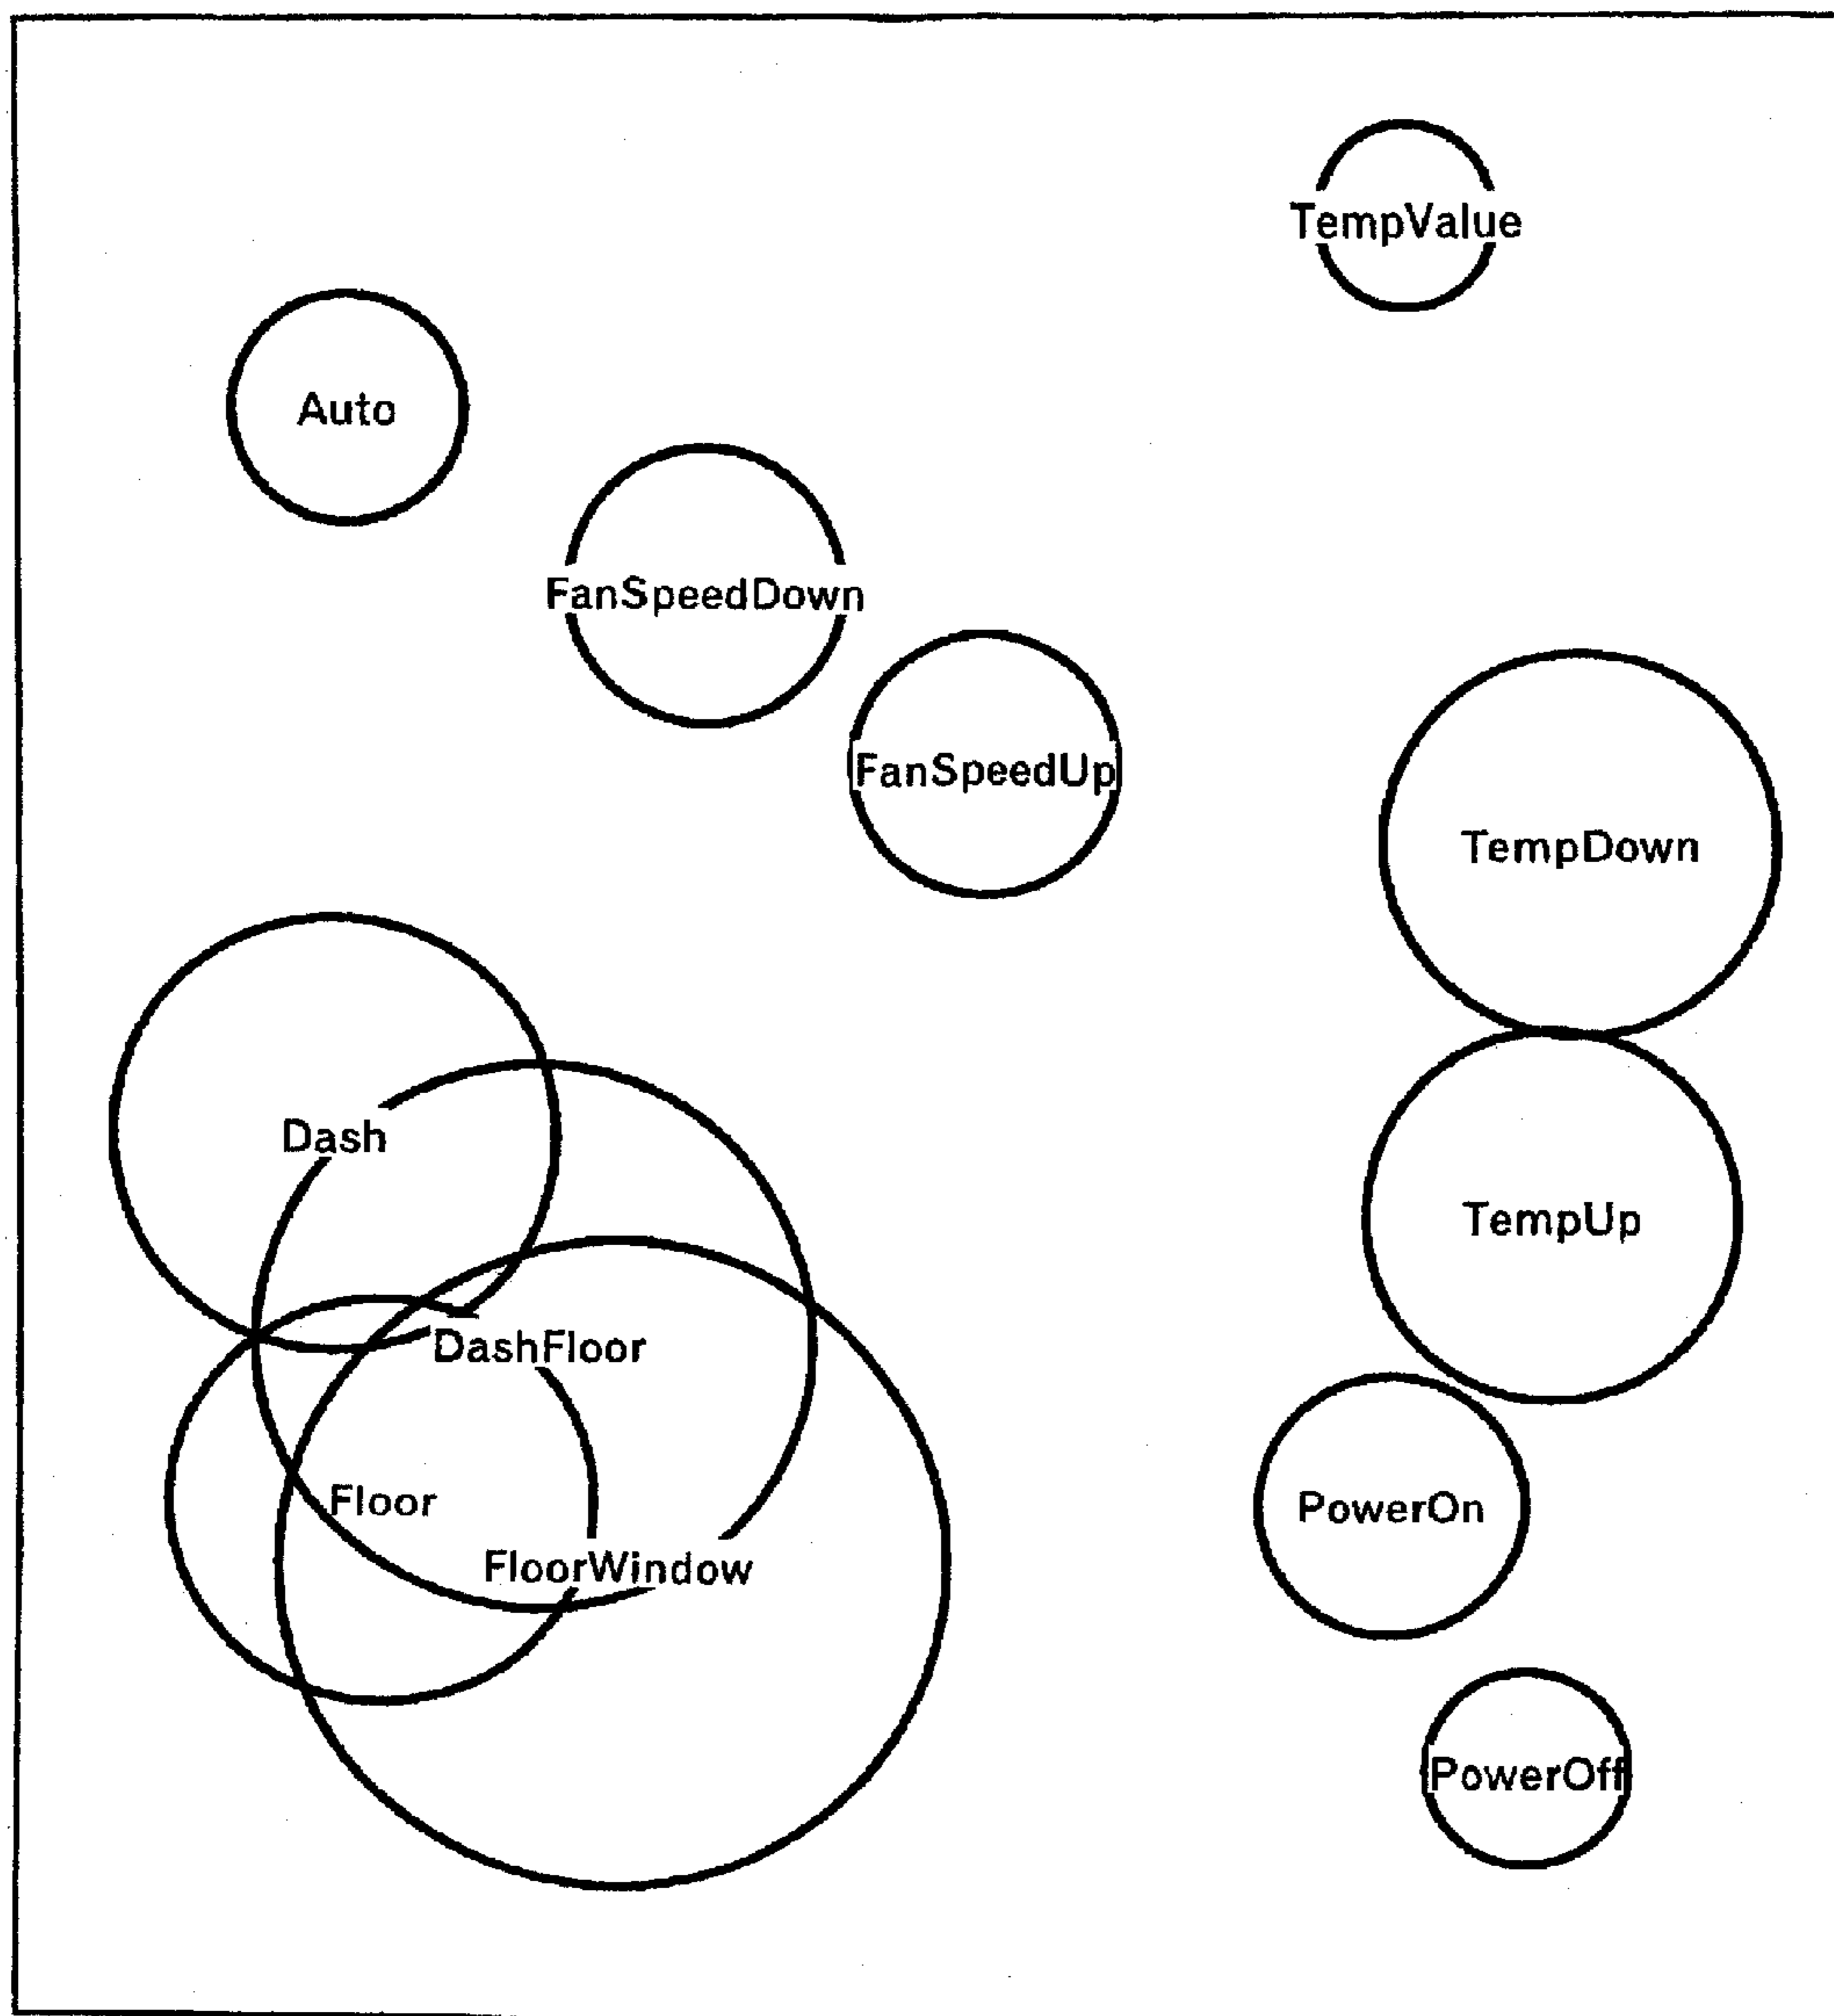 TempValue
Auto
FanSpeedDown
FanSpeedUp
TempDown
Dash
TempUp
DashFloor
Floor
PowerOn
FloorWindow
PowerOff